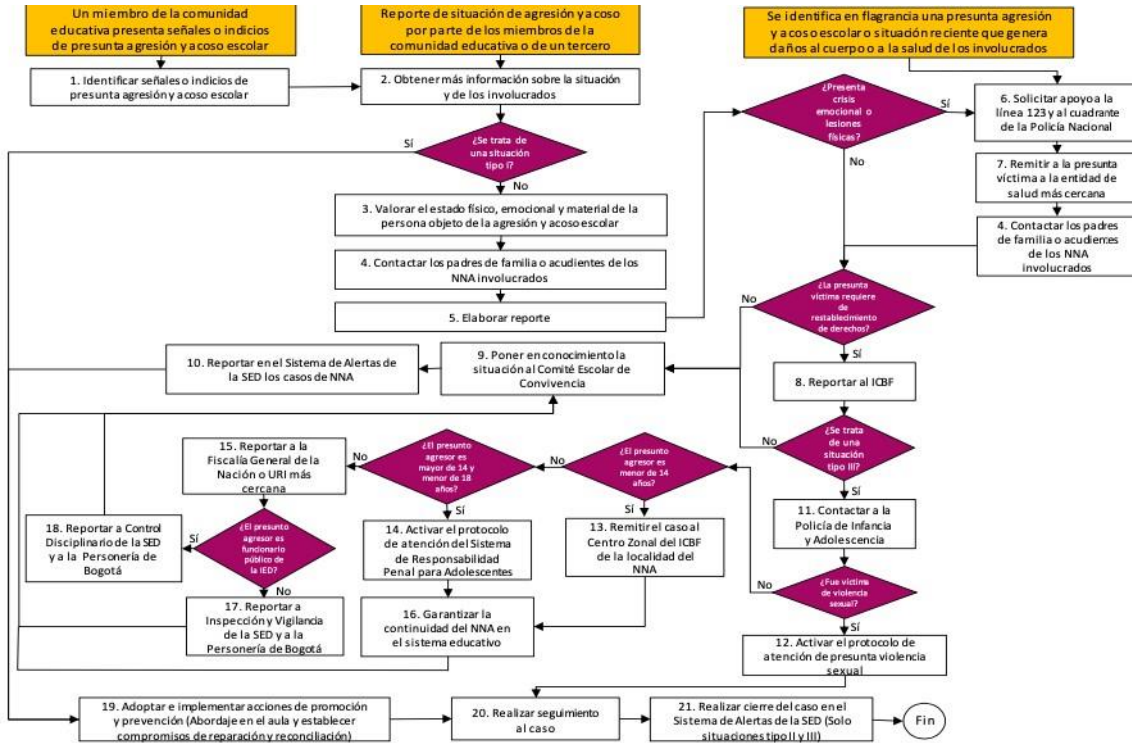 Un miembro de la comunidad
educativa presenta señales o indicios
de presunta agresión y acoso escolar
Reporte de situación de agresión y acoso
por parte de los miembros de la
comunidad educativa o de un tercero
Se identifica en flagrancia una presunta agresión
y acoso escolar o situación reciente que genera
daños al cuerpo o a la salud de los involucrados
1. Identificar señales o indicios de
presunta agresión y acoso escolar
2. Obtener más información sobre la situación
y de los involucrados
¿Presenta
crisis
emocional o
lesiones
físicas?
Sí
No
6. Solicitar apoyo a la
línea 123 y al cuadrante
de la Policía Nacional
¿Se trata de
una situación
tipo I?
Sí
No
7. Remitir a la presunta
víctima a la entidad de
salud más cercana
3. Valorar el estado físico, emocional y material de la
persona objeto de la agresión y acoso escolar
4. Contactar los padres
de familia o acudientes
de los NNA
involucrados
4. Contactar los padres de familia o acudientes de los
NNA involucrados
5. Elaborar reporte
¿La presunta
víctima requiere
de
restablecimiento
de derechos?
No
Sí
10. Reportar en el Sistema de Alertas de
la SED los casos de NNA
9. Poner en conocimiento la
situación al Comité Escolar de
Convivencia
8. Reportar al ICBF
¿Se trata
de una
situación
tipo III?
No
Sí
15. Reportar a la
Fiscalía General de la
Nación o URI más
cercana
¿El presunto
agresor es
mayor de 14 y
menor de 18
años?
No
Sí
¿El presunto
agresor es
menor de 14
años?
No
Sí
11. Contactar a la
Policía de Infancia
y Adolescencia
18. Reportar a Control
Disciplinario de la SED
y a la Personería de
Bogotá
¿El presunto
agresor es
funcionario
público de
la IED?
Sí
No
14. Activar el protocolo
de atención del Sistema
de Responsabilidad
Penal para Adolescentes
13. Remitir el caso al
Centro Zonal del ICBF
de la localidad del
NNA
¿Fue víctima
de violencia
sexual?
No
Sí
17. Reportar a
Inspección y Vigilancia
de la SED y a la
Personería de Bogotá
16. Garantizar la
continuidad del NNA en
el sistema educativo
12. Activar el protocolo de
atención de presunta violencia
sexual
19. Adoptar e implementar acciones de promoción
y prevención (Abordaje en el aula y establecer
compromisos de reparación y reconciliación)
20. Realizar seguimiento
al caso
21. Realizar cierre del caso en el
Sistema de Alertas de la SED (Solo
situaciones tipo II y III)
Fin